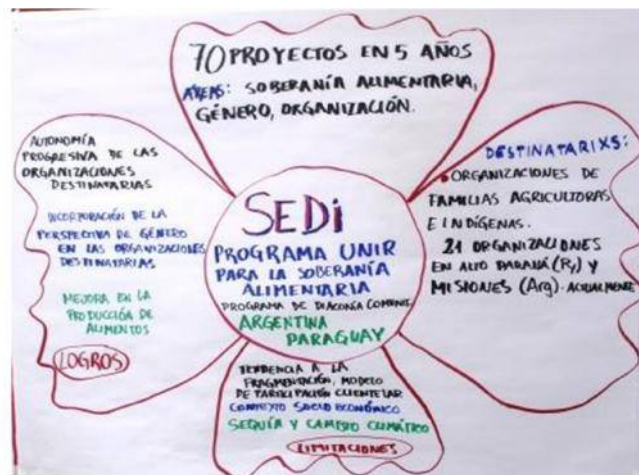 70 PROYECTOS EN 5 AÑOS
ÁREAS: SOBERANÍA ALIMENTARIA,
GÉNERO, ORGANIZACIÓN.
AUTONOMÍA
PROGRESIVA DE LAS
ORGANIZACIONES
DESTINATARIAS
INCORPORACIÓN DE LA
PERSPECTIVA DE GÉNERO
EN LAS ORGANIZACIONES
DESTINATARIAS
MEJORA EN LA
PRODUCCIÓN DE
ALIMENTOS
LOGROS
SEDi
PROGRAMA UNIR
PARA LA SOBERANÍA
ALIMENTARIA
PROGRAMA DE DIACONÍA
ARGENTINA
PARAGUAY
DESTINATARIXS:
ORGANIZACIONES DE
FAMILIAS AGRICULTORAS
E INDÍGENAS.
21 ORGANIZACIONES
EN ALTO PARANÁ (Py) Y
MISIONES (Arg). ACTUALMENTE
TENDENCIA A LA
FRAGMENTACIÓN, MODELO
DE PARTICIPACIÓN CLIENTELAR
CONTEXTO SOCIO ECONÓMICO
SEQUÍA Y CAMBIO CLIMÁTICO
LIMITACIONES